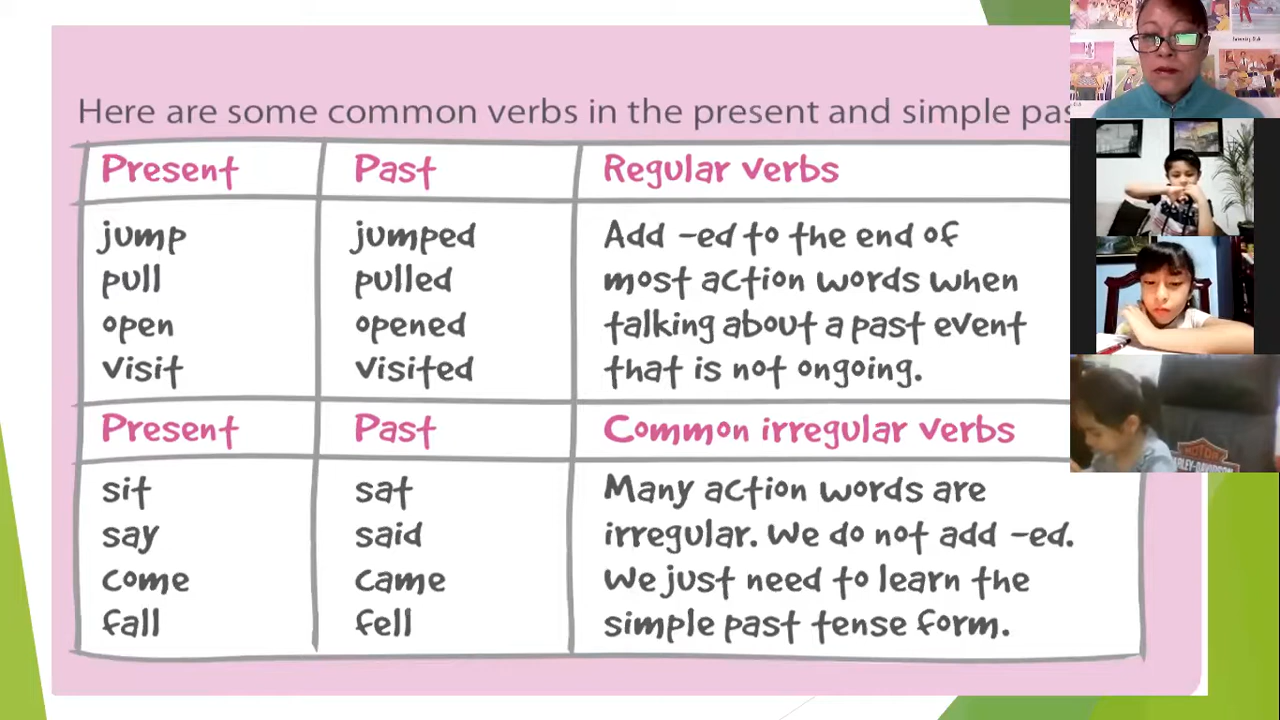 Here are some common verbs in the present and simple pas
Present Past Regular verbs
jump jumped Add -ed to the end of
pull pulled most action words when
open opened talking about a past event
visit visited that is not ongoing.
Present Past Common irregular verbs
sit sat Many action words are
say said irregular. We do not add -ed.
come came We just need to learn the
fall fell simple past tense form.
MOTOR
HARLEY-DAVIDSON